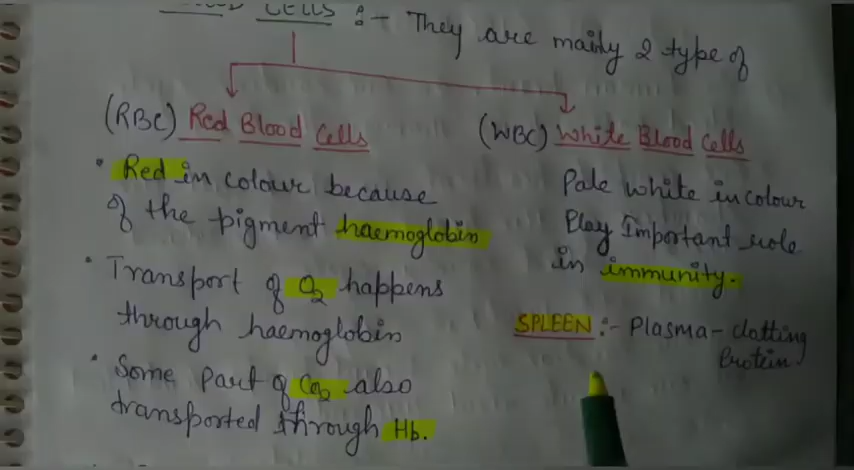 CELLS :- They are mainly 2 type of
(RBC) Red Blood Cells
• Red in colour because
of the pigment haemoglobin
• Transport of O2 happens
through haemoglobin
• Some Part of CO2 also
transported through Hb.
(WBC) White Blood Cells
Pale white in colour
Play Important role
in immunity.
SPLEEN :- Plasma - clotting
Protein.